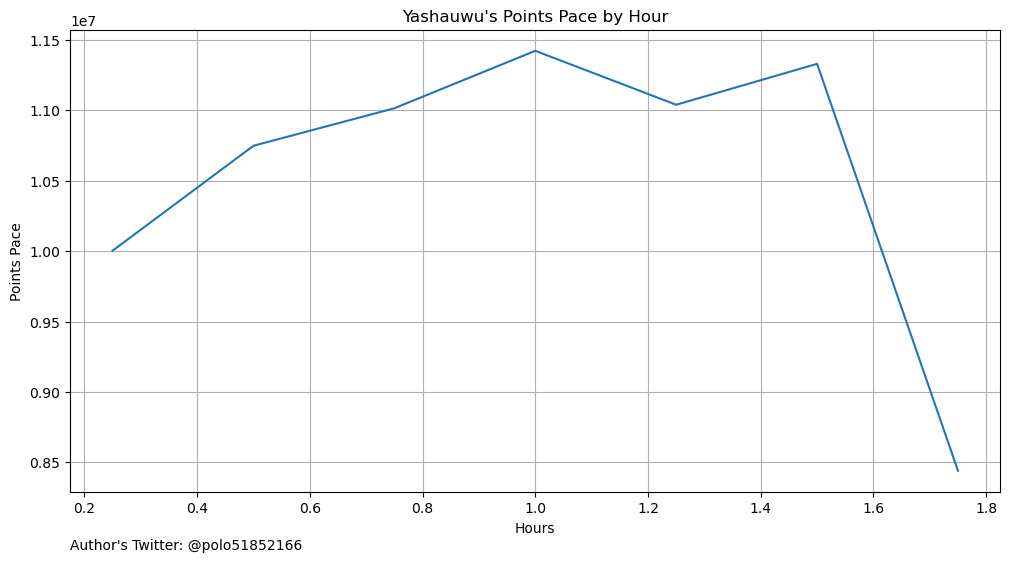 Yashauwu's Points Pace by Hour
1e7
1.15
1.10
1.05
1.00
0.95
0.90
0.85
Points Pace
0.2 0.4 0.6 0.8 1.0 1.2 1.4 1.6 1.8
Hours
Author's Twitter: @polo51852166